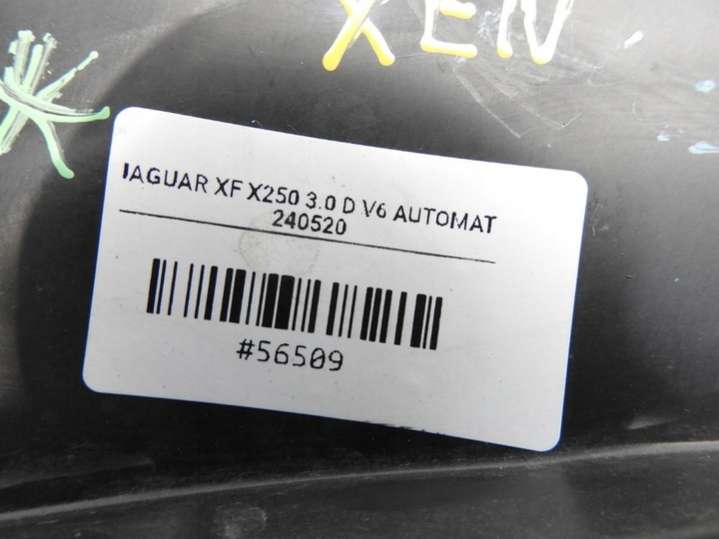 XEN
JAGUAR XF X250 3.0 D V6 AUTOMAT
240520
#56509